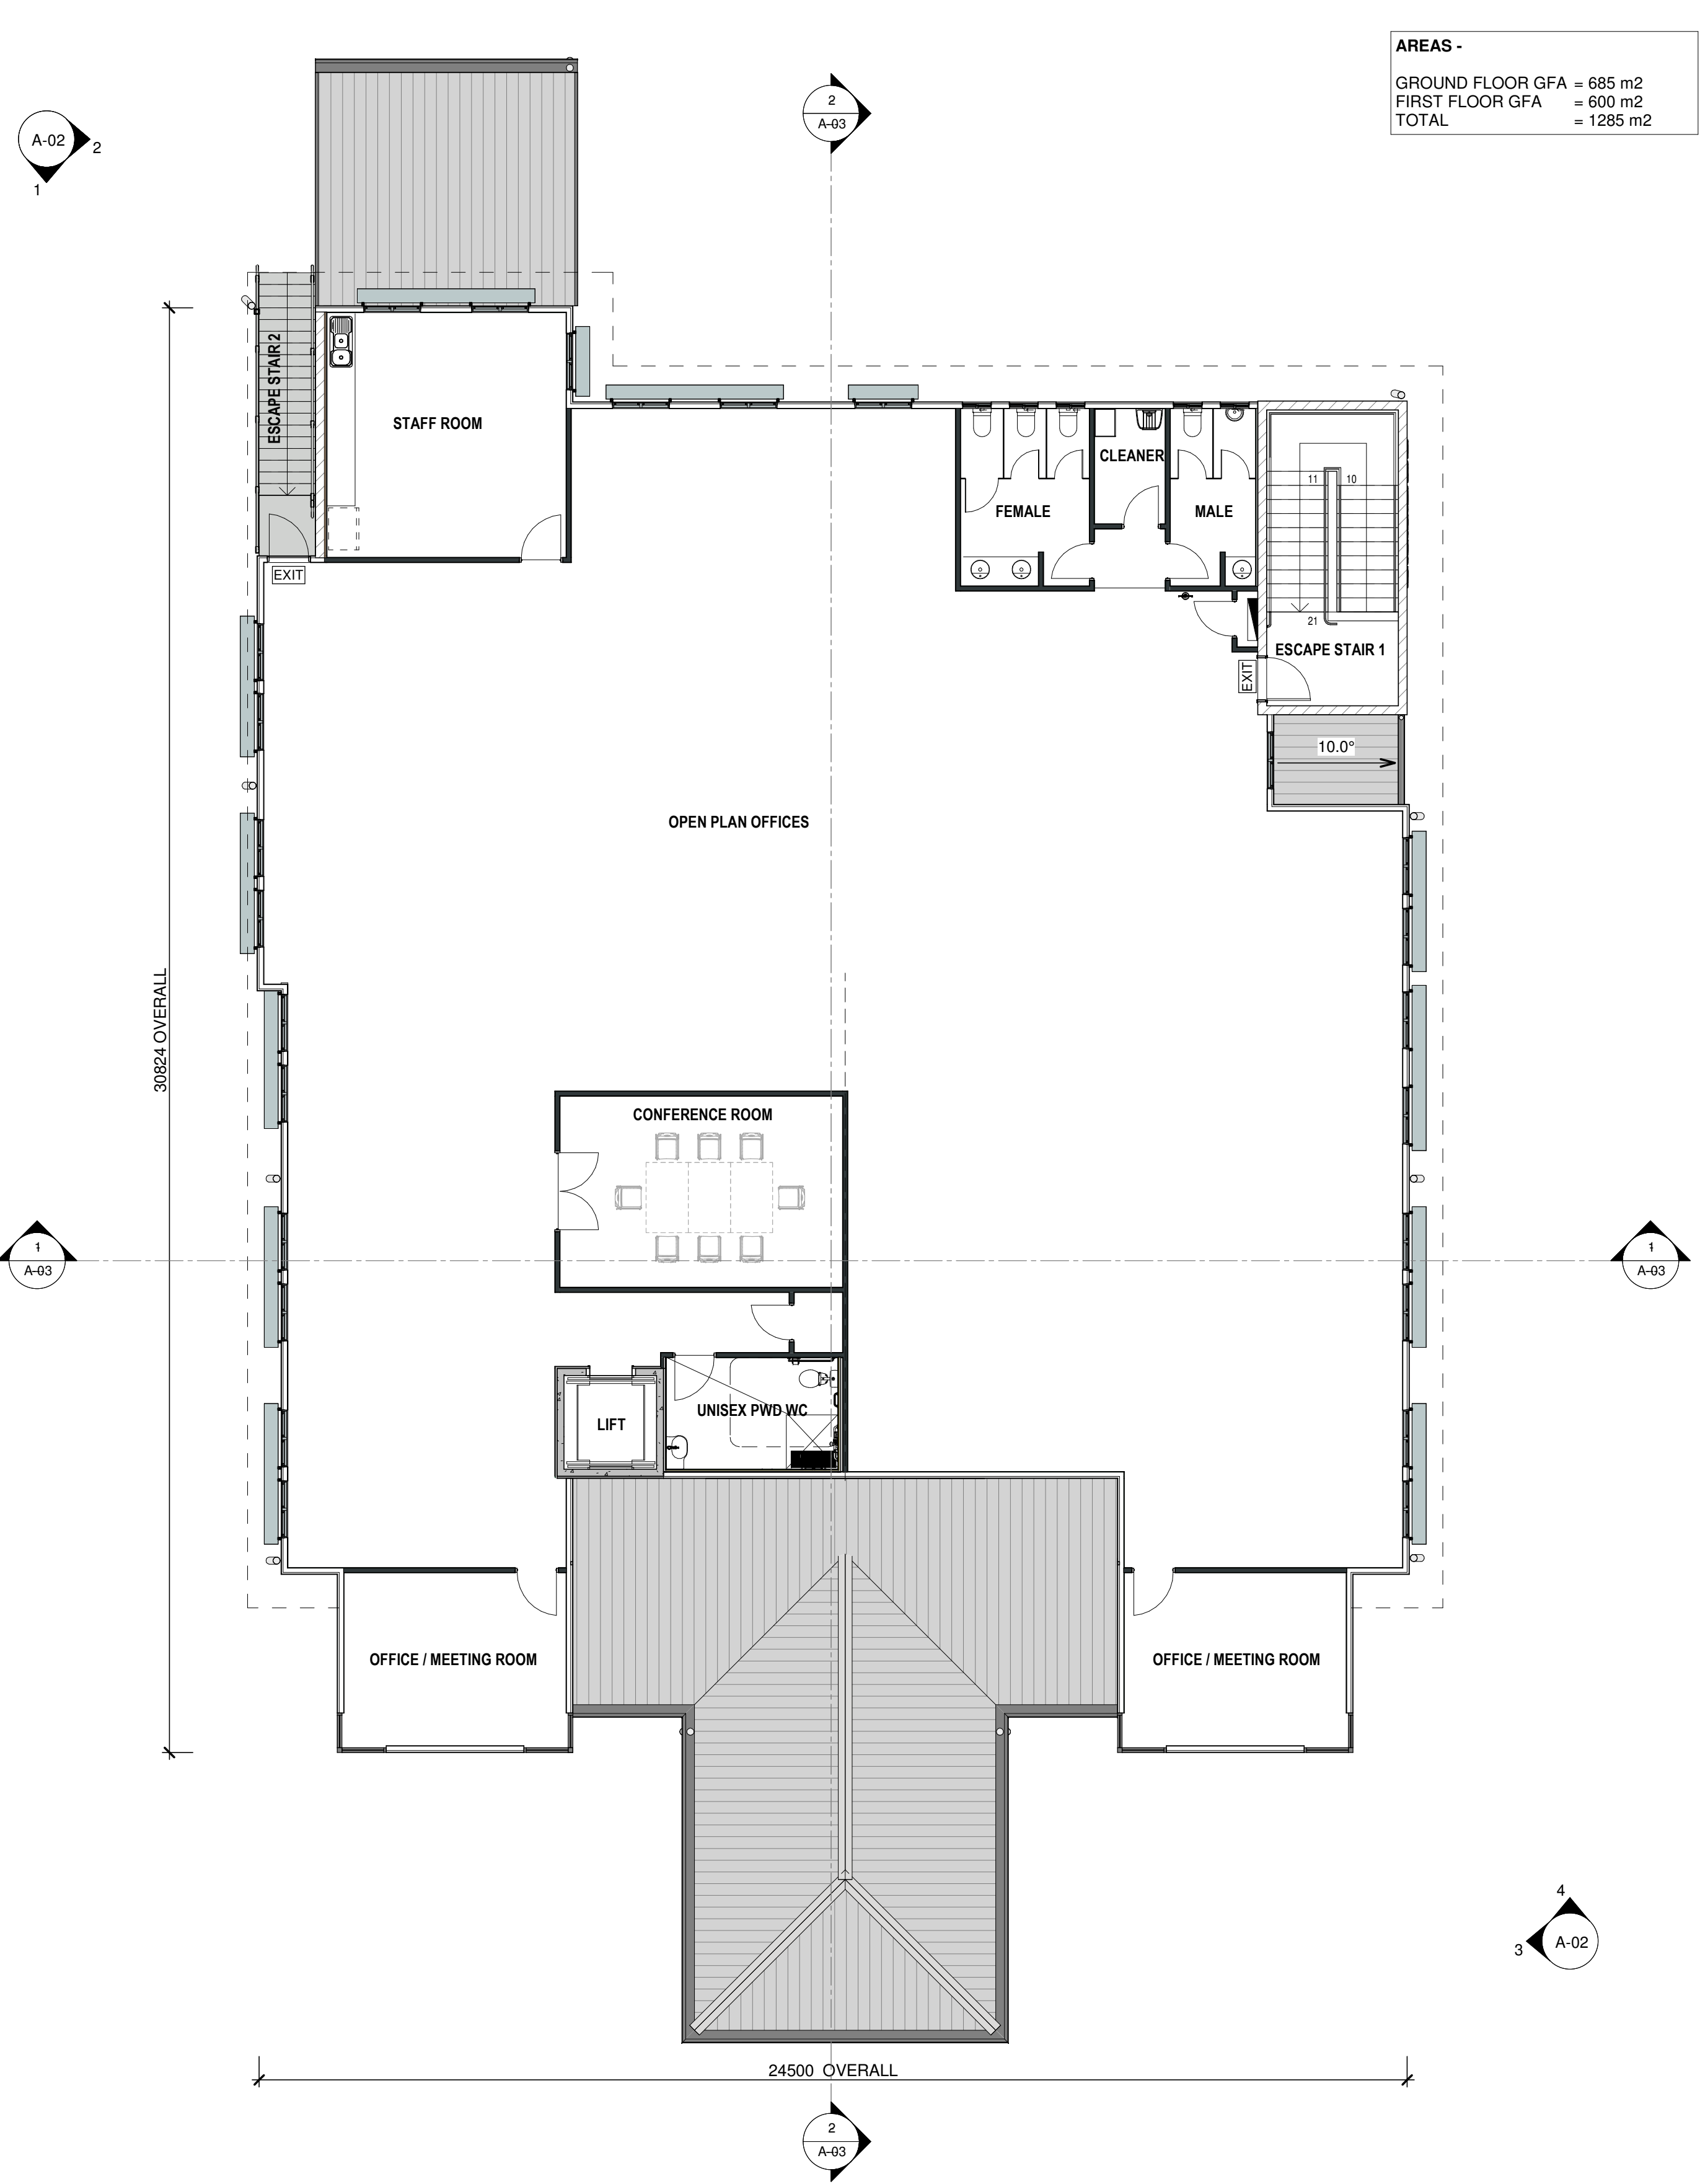 AREAS -
GROUND FLOOR GFA = 685 m2
FIRST FLOOR GFA = 600 m2
TOTAL = 1285 m2
2
A-03
A-02
2
1
ESCAPE STAIR 2
STAFF ROOM
CLEANER
FEMALE
MALE
11
10
21
EXIT
ESCAPE STAIR 1
EXIT
10.0°
OPEN PLAN OFFICES
30824 OVERALL
CONFERENCE ROOM
1
A-03
1
A-03
UNISEX PWD WC
LIFT
OFFICE / MEETING ROOM
OFFICE / MEETING ROOM
4
3
A-02
24500 OVERALL
2
A-03